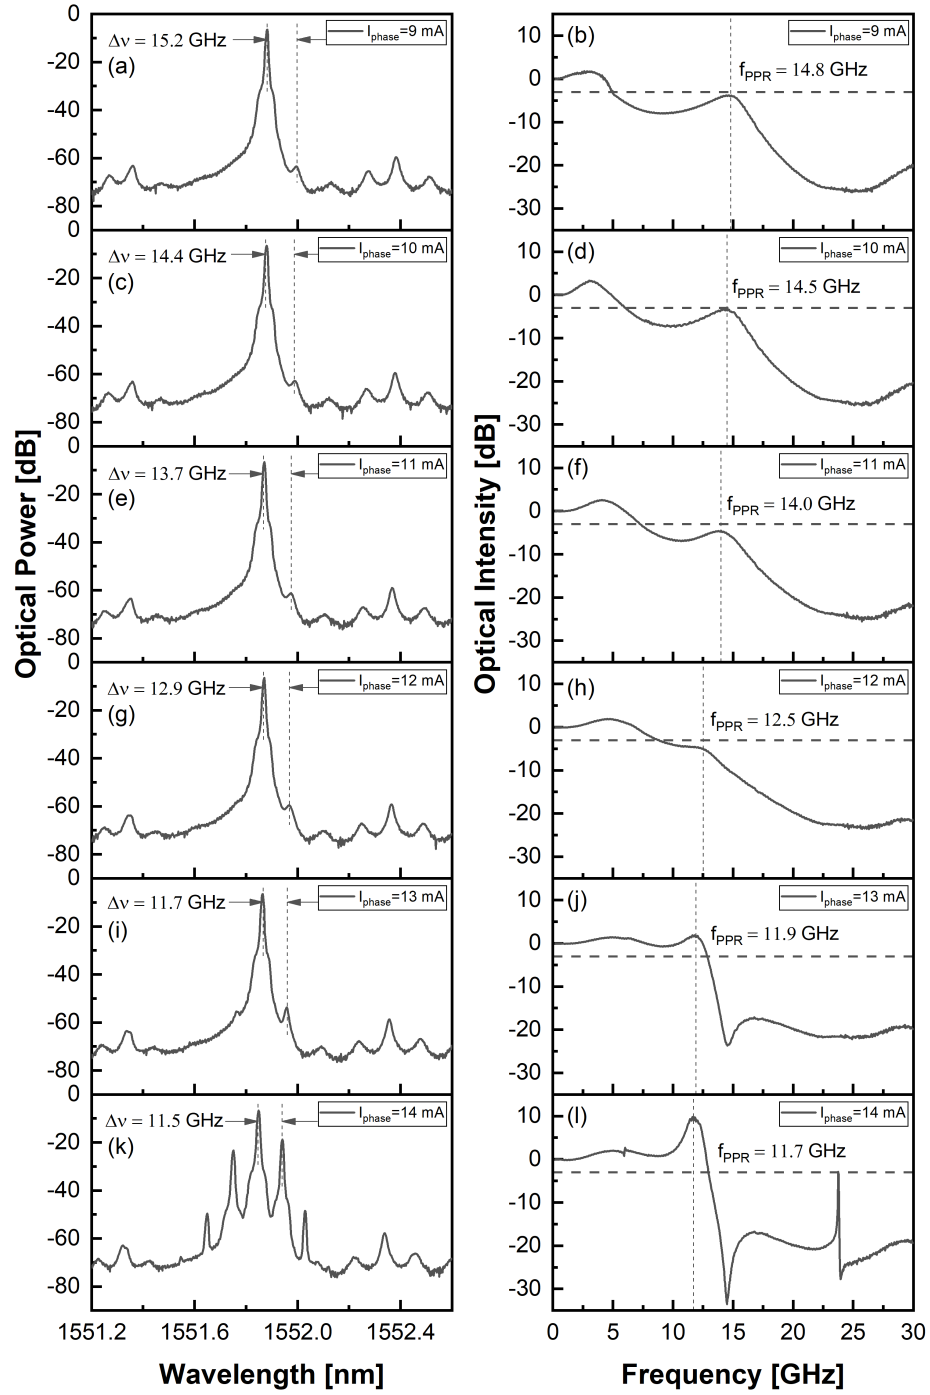 0
Δν = 15.2 GHz
I_phase=9 mA
(a)
-20
-40
-60
-80
(b)
I_phase=9 mA
10
f_PPR = 14.8 GHz
0
-10
-20
-30
0
Δν = 14.4 GHz
I_phase=10 mA
(c)
-20
-40
-60
-80
(d)
I_phase=10 mA
10
f_PPR = 14.5 GHz
0
-10
-20
-30
0
Δν = 13.7 GHz
I_phase=11 mA
(e)
-20
-40
-60
-80
(f)
I_phase=11 mA
10
f_PPR = 14.0 GHz
0
-10
-20
-30
0
Δν = 12.9 GHz
I_phase=12 mA
(g)
-20
-40
-60
-80
(h)
I_phase=12 mA
10
f_PPR = 12.5 GHz
0
-10
-20
-30
0
Δν = 11.7 GHz
I_phase=13 mA
(i)
-20
-40
-60
-80
(j)
I_phase=13 mA
10
f_PPR = 11.9 GHz
0
-10
-20
-30
0
Δν = 11.5 GHz
I_phase=14 mA
(k)
-20
-40
-60
-80
(l)
I_phase=14 mA
10
f_PPR = 11.7 GHz
0
-10
-20
-30
Optical Power [dB]
Optical Intensity [dB]
1551.2 1551.6 1552.0 1552.4
Wavelength [nm]
0 5 10 15 20 25 30
Frequency [GHz]